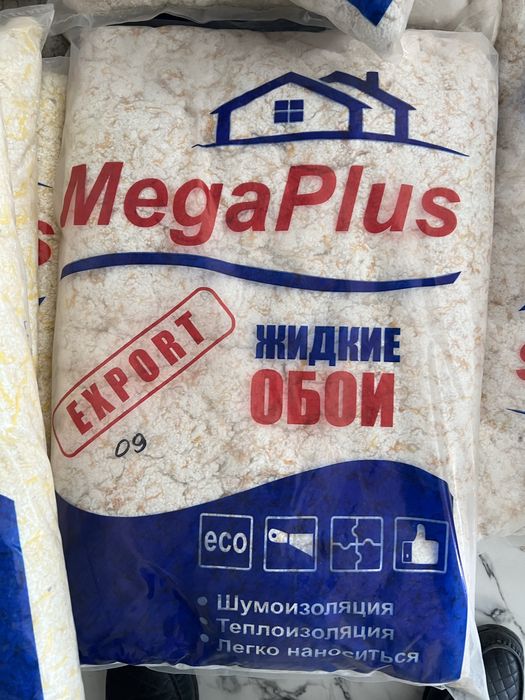 MegaPlus
EXPORT
09
ЖИДКИЕ
ОБОИ
eco
Шумоизоляция
Теплоизоляция
Легко наноситься
s